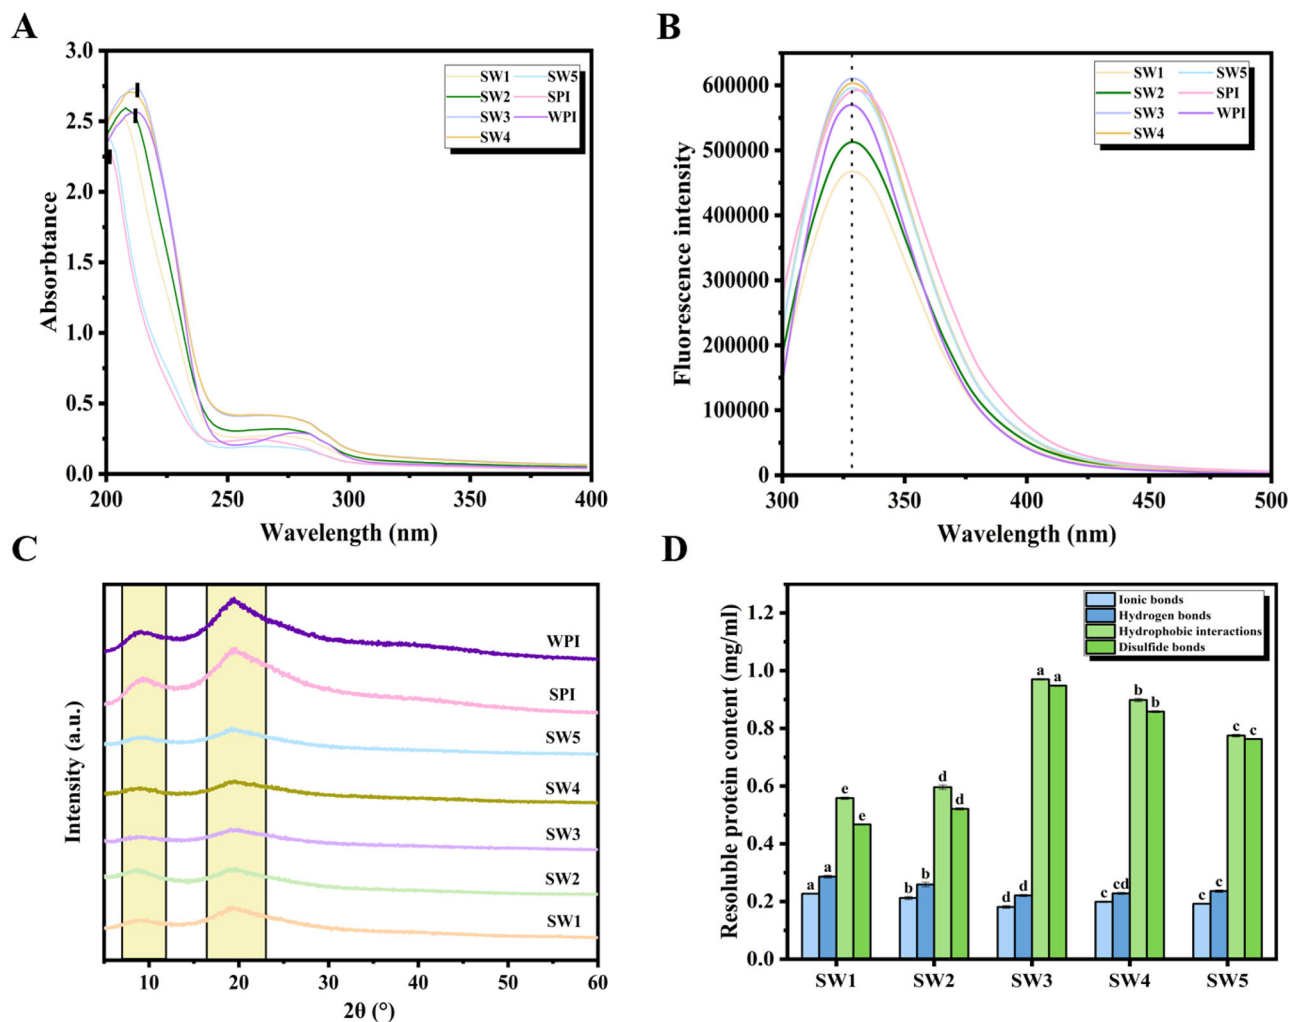 A
Absorbtance
3.0
2.5
2.0
1.5
1.0
0.5
0.0
200 250 300 350 400
Wavelength (nm)
SW1 SW5
SW2 SPI
SW3 WPI
SW4
B
Fluorescence intensity
600000
500000
400000
300000
200000
100000
0
300 350 400 450 500
Wavelength (nm)
SW1 SW5
SW2 SPI
SW3 WPI
SW4
C
Intensity (a.u.)
WPI
SPI
SW5
SW4
SW3
SW2
SW1
10 20 30 40 50 60
2θ (°)
D
Resoluble protein content (mg/ml)
1.2
1.0
0.8
0.6
0.4
0.2
0.0
Ionic bonds
Hydrogen bonds
Hydrophobic interactions
Disulfide bonds
a a e e
b b d d
d d a a
c cd b b
c c c c
SW1 SW2 SW3 SW4 SW5